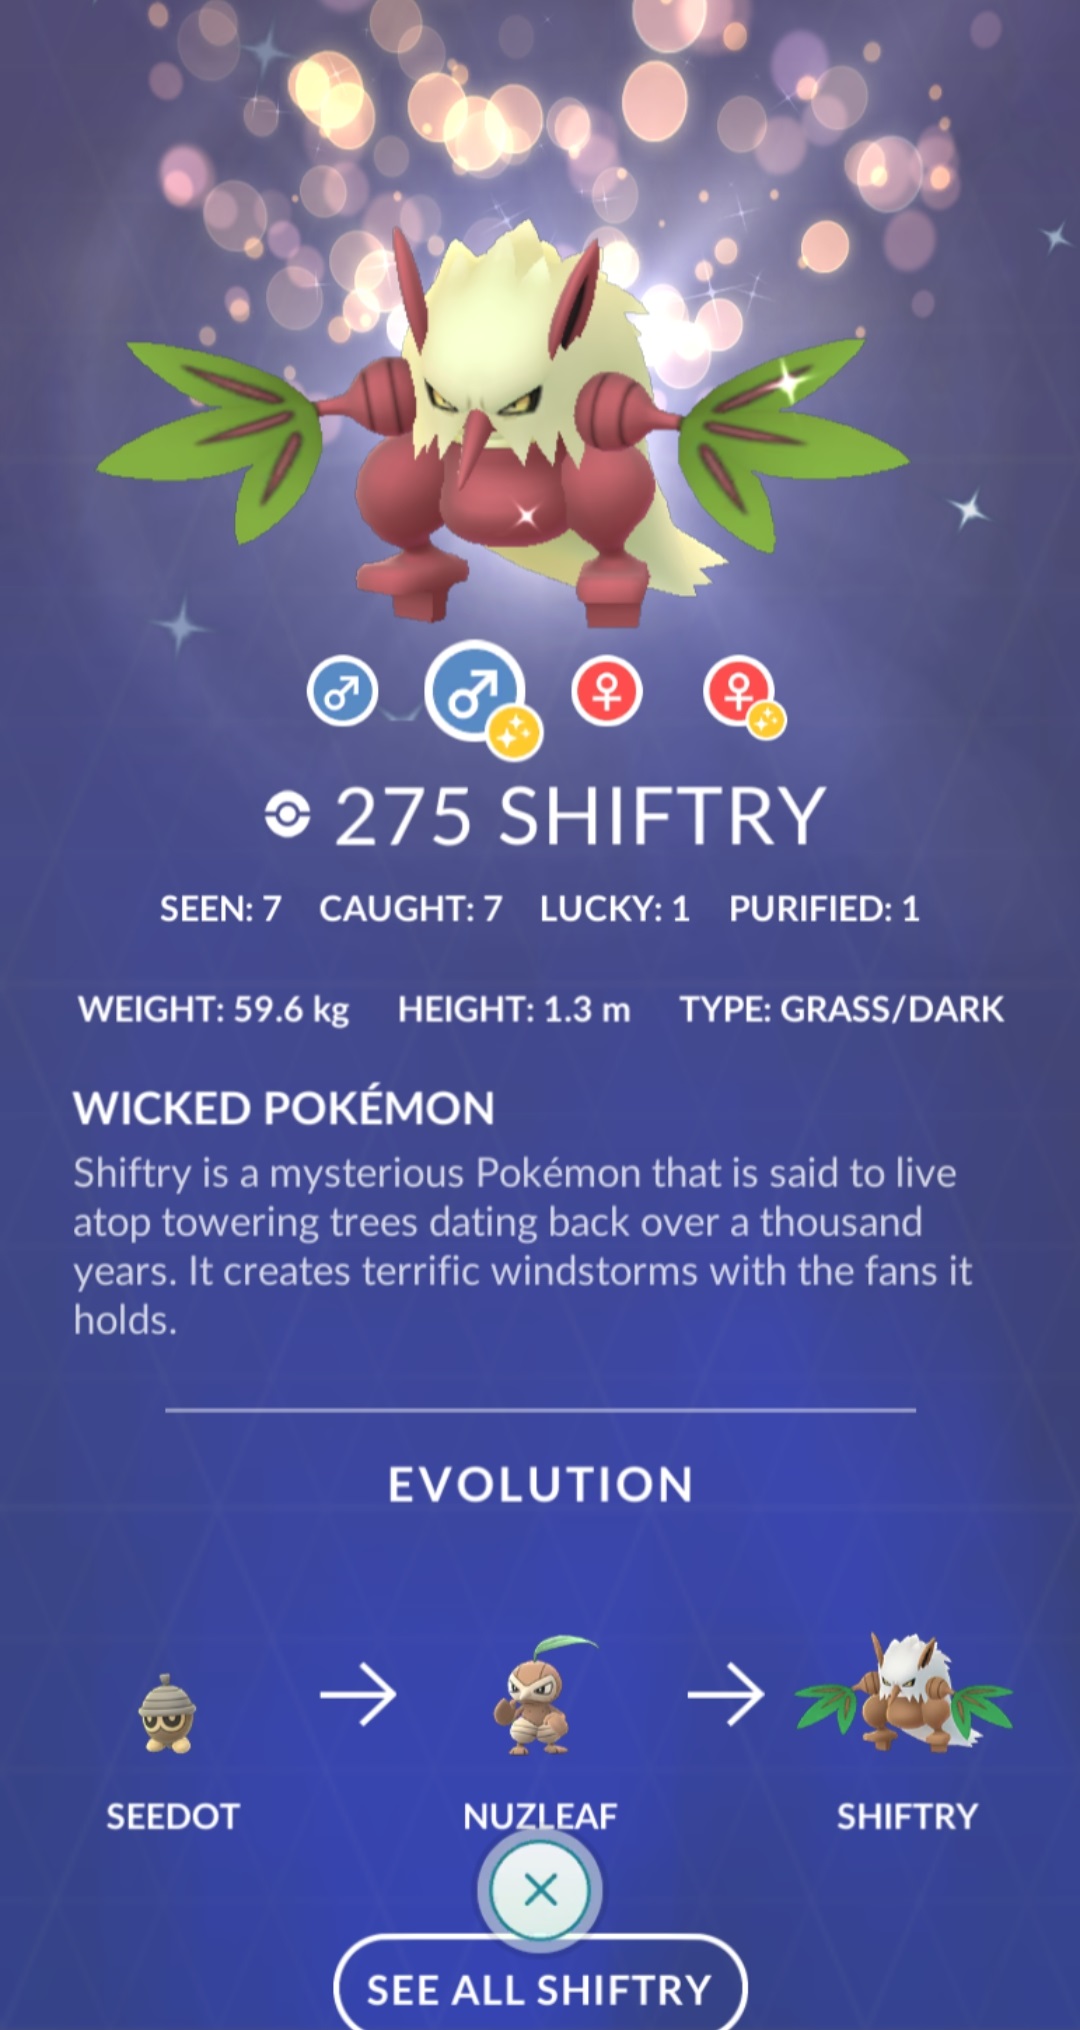 275 SHIFTRY
SEEN: 7 CAUGHT: 7 LUCKY: 1 PURIFIED: 1
WEIGHT: 59.6 kg HEIGHT: 1.3 m TYPE: GRASS/DARK
WICKED POKÉMON
Shiftry is a mysterious Pokémon that is said to live
atop towering trees dating back over a thousand
years. It creates terrific windstorms with the fans it
holds.
EVOLUTION
SEEDOT NUZLEAF SHIFTRY
SEE ALL SHIFTRY